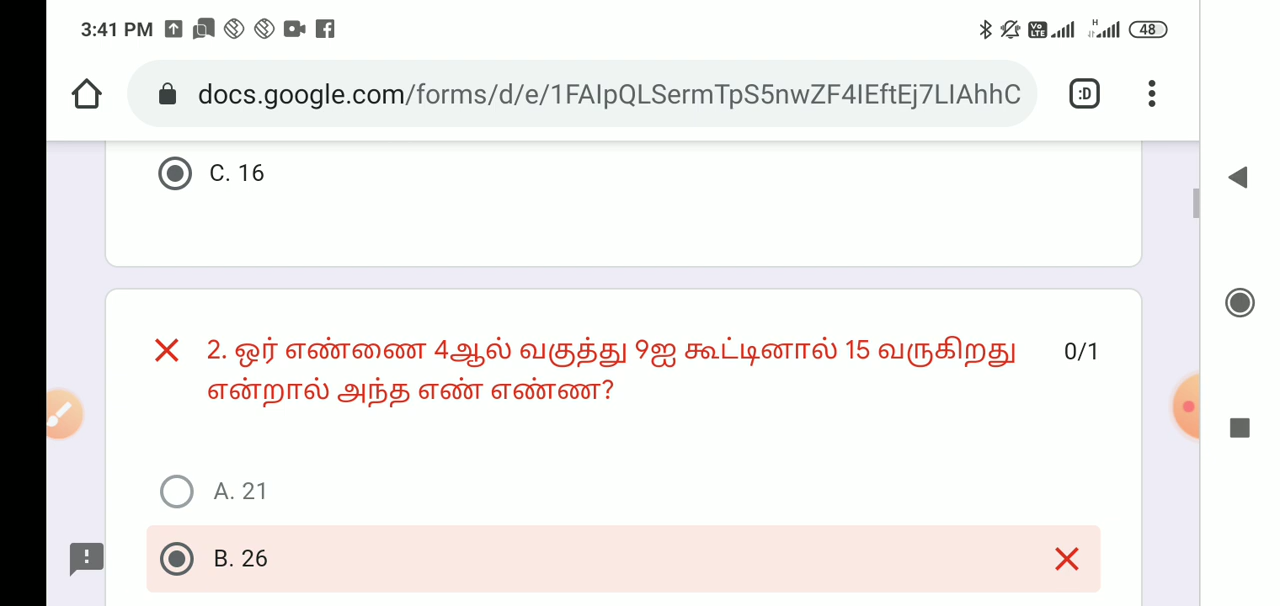 3:41 PM
48
docs.google.com/forms/d/e/1FAIpQLSermTpS5nwZF4IEftEj7LIAhhC
:D
C. 16
2. ஒர் எண்ணை 4ஆல் வகுத்து 9ஐ கூட்டினால் 15 வருகிறது
0/1
என்றால் அந்த எண் எண்ண?
A. 21
B. 26